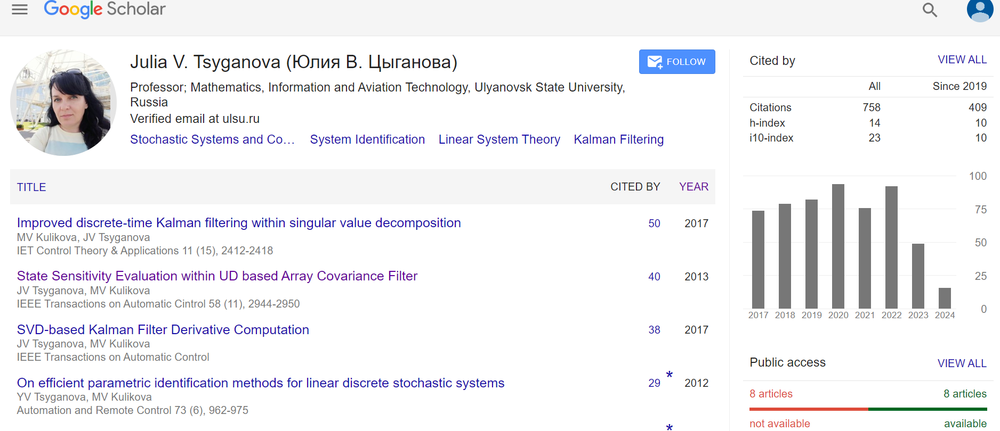 Google Scholar
Julia V. Tsyganova (Юлия В. Цыганова)
FOLLOW
Professor; Mathematics, Information and Aviation Technology, Ulyanovsk State University,
Russia
Verified email at ulsu.ru
Stochastic Systems and Co… System Identification Linear System Theory Kalman Filtering
TITLE CITED BY YEAR
Improved discrete-time Kalman filtering within singular value decomposition 50 2017
MV Kulikova, JV Tsyganova
IET Control Theory & Applications 11 (15), 2412-2418
State Sensitivity Evaluation within UD based Array Covariance Filter 40 2013
JV Tsyganova, MV Kulikova
IEEE Transactions on Automatic Cintrol 58 (11), 2944-2950
SVD-based Kalman Filter Derivative Computation 38 2017
JV Tsyganova, MV Kulikova
IEEE Transactions on Automatic Control
On efficient parametric identification methods for linear discrete stochastic systems 29 * 2012
YV Tsyganova, MV Kulikova
Automation and Remote Control 73 (6), 962-975
*
Cited by VIEW ALL
All Since 2019
Citations 758 409
h-index 14 10
i10-index 23 10
100
75
50
25
0
2017 2018 2019 2020 2021 2022 2023 2024
Public access VIEW ALL
8 articles 8 articles
not available available